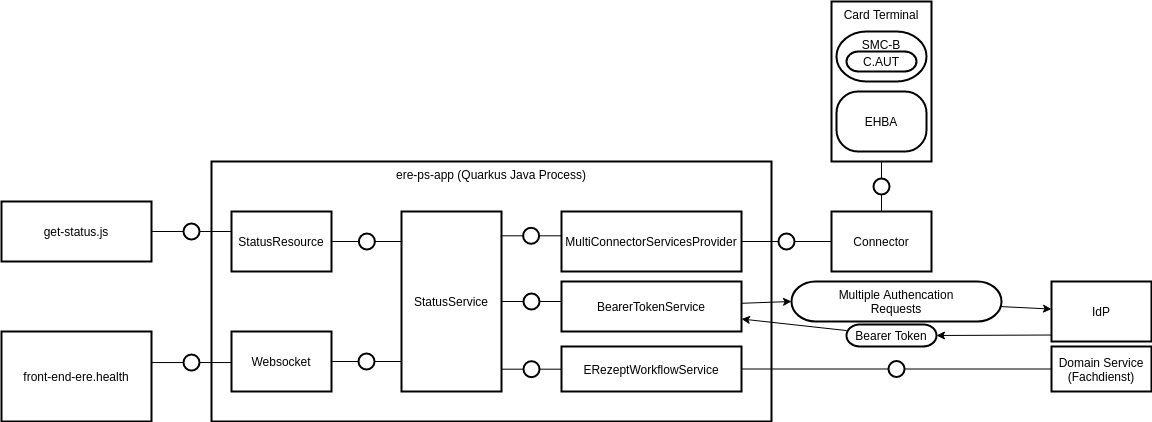 Card Terminal
SMC-B
C.AUT
EHBA
ere-ps-app (Quarkus Java Process)
get-status.js
StatusResource
MultiConnectorServicesProvider
Connector
StatusService
BearerTokenService
Multiple Authencation
Requests
IdP
Bearer Token
front-end-ere.health
Websocket
ERezeptWorkflowService
Domain Service
(Fachdienst)